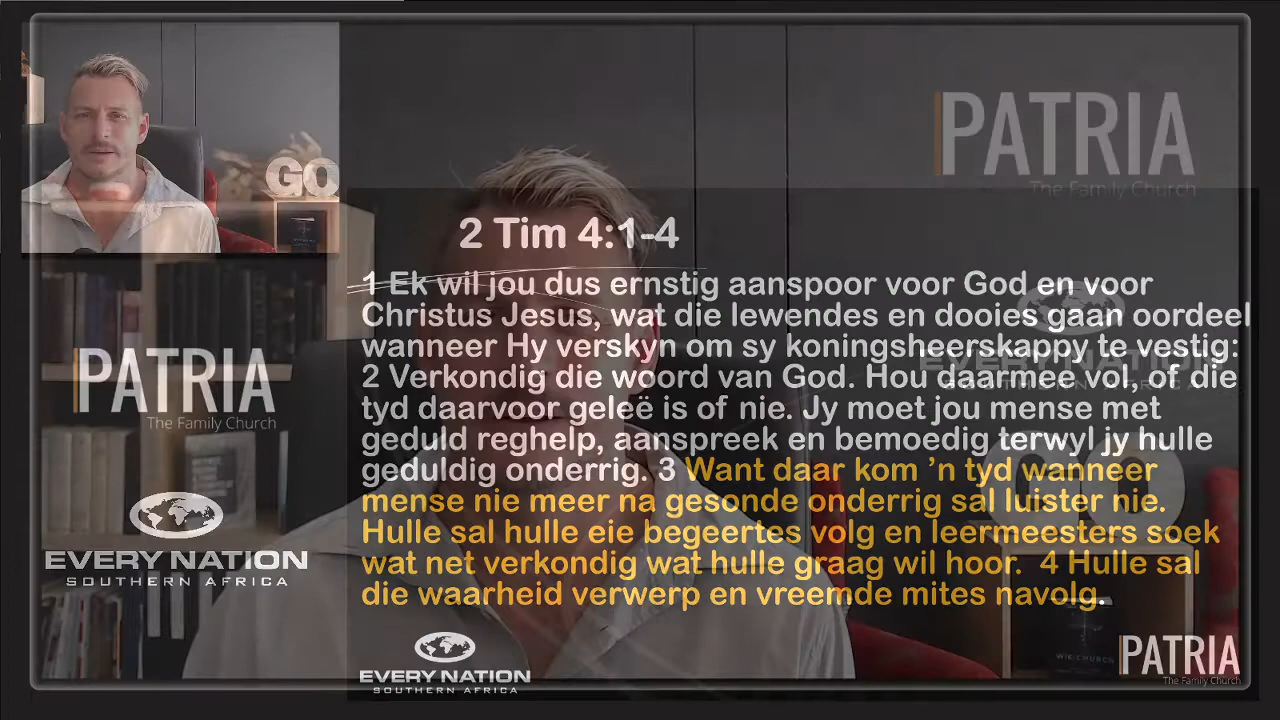 PATRIA
The Family Church
GO
2 Tim 4:1-4
1 Ek wil jou dus ernstig aanspoor voor God en voor
Christus Jesus, wat die lewendes en dooies gaan oordeel
wanneer Hy verskyn om sy koningsheerskappy te vestig:
2 Verkondig die woord van God. Hou daarmee vol, of die
tyd daarvoor geleë is of nie. Jy moet jou mense met
geduld reghelp, aanspreek en bemoedig terwyl jy hulle
geduldig onderrig. 3 Want daar kom ’n tyd wanneer
mense nie meer na gesonde onderrig sal luister nie.
Hulle sal hulle eie begeertes volg en leermeesters soek
wat net verkondig wat hulle graag wil hoor. 4 Hulle sal
die waarheid verwerp en vreemde mites navolg.
EVERY NATION
SOUTHERN AFRICA
GO
PATRIA
The Family Church
EVERY NATION
SOUTHERN AFRICA
EVERY NATION
SOUTHERN AFRICA
PATRIA
The Family Church